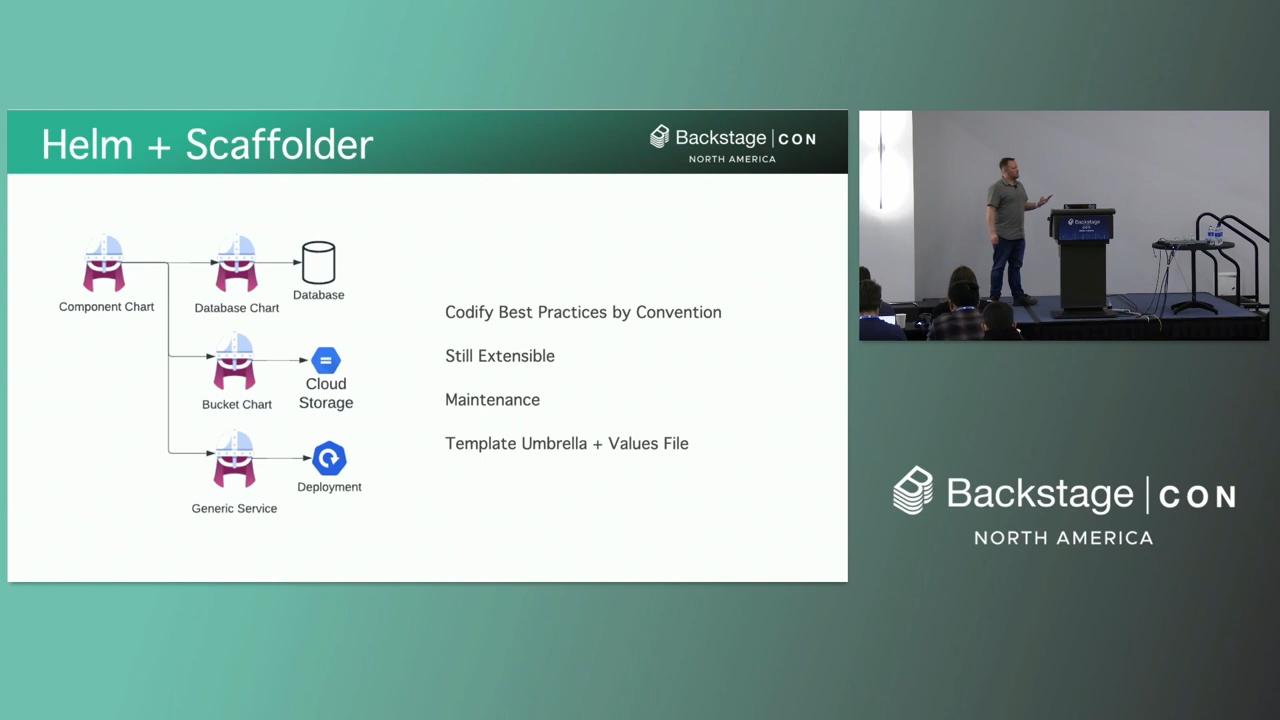 Helm + Scaffolder
Backstage CON
NORTH AMERICA
Component Chart
Database Chart
Database
Bucket Chart
Cloud
Storage
Generic Service
Deployment
Codify Best Practices by Convention
Still Extensible
Maintenance
Template Umbrella + Values File
Backstage
Backstage CON
NORTH AMERICA